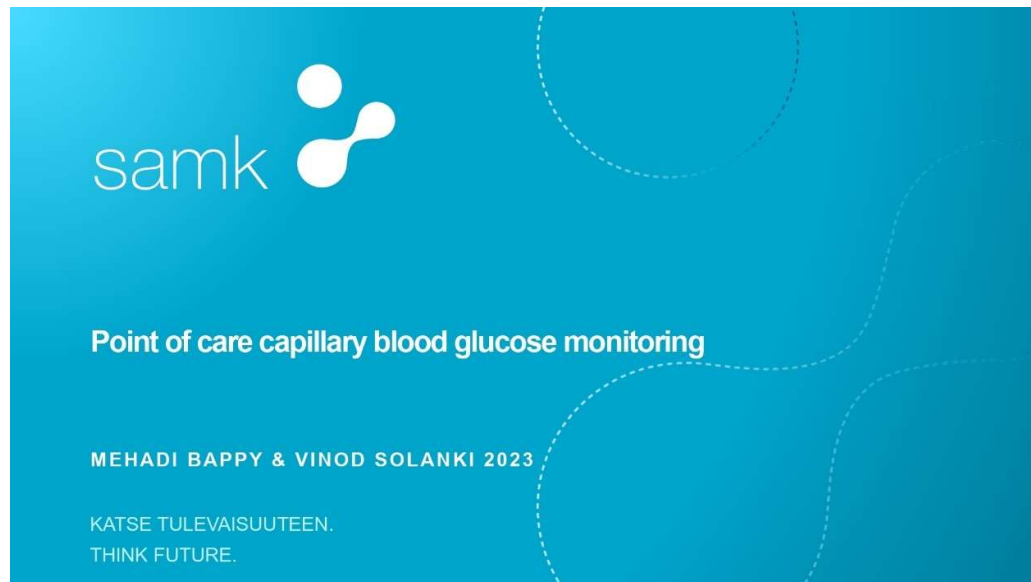 samk
Point of care capillary blood glucose monitoring
MEHADI BAPPY & VINOD SOLANKI 2023
KATSE TULEVAISUUTEEN.
THINK FUTURE.